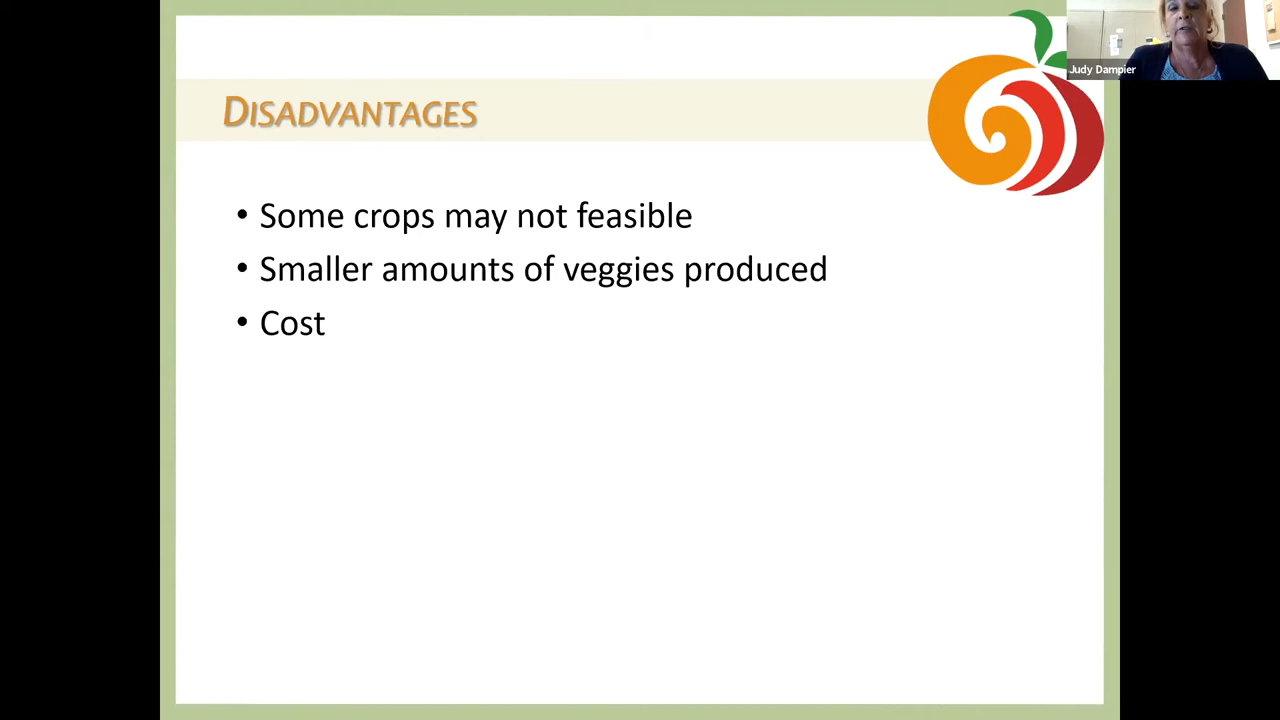 DISADVANTAGES
• Some crops may not feasible
• Smaller amounts of veggies produced
• Cost
Judy Dampier